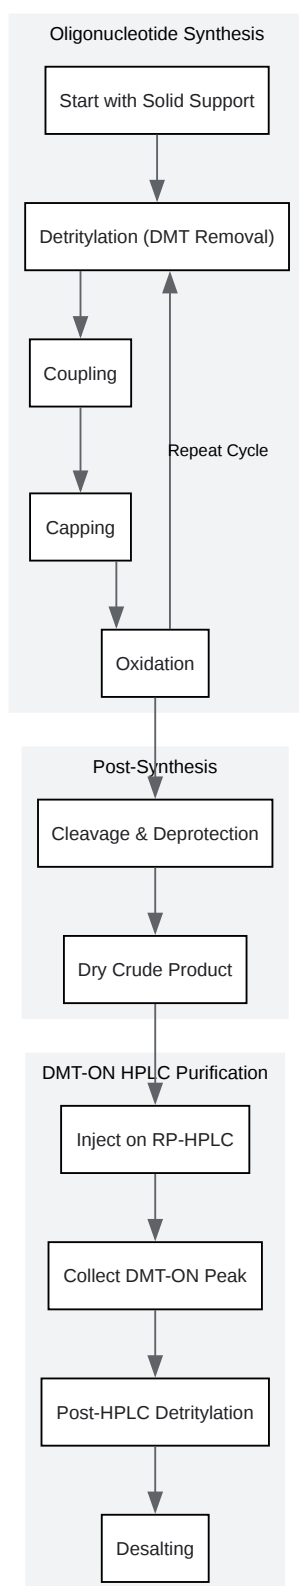 Oligonucleotide Synthesis
Start with Solid Support
Detritylation (DMT Removal)
Coupling
Repeat Cycle
Capping
Oxidation
Post-Synthesis
Cleavage & Deprotection
Dry Crude Product
DMT-ON HPLC Purification
Inject on RP-HPLC
Collect DMT-ON Peak
Post-HPLC Detritylation
Desalting